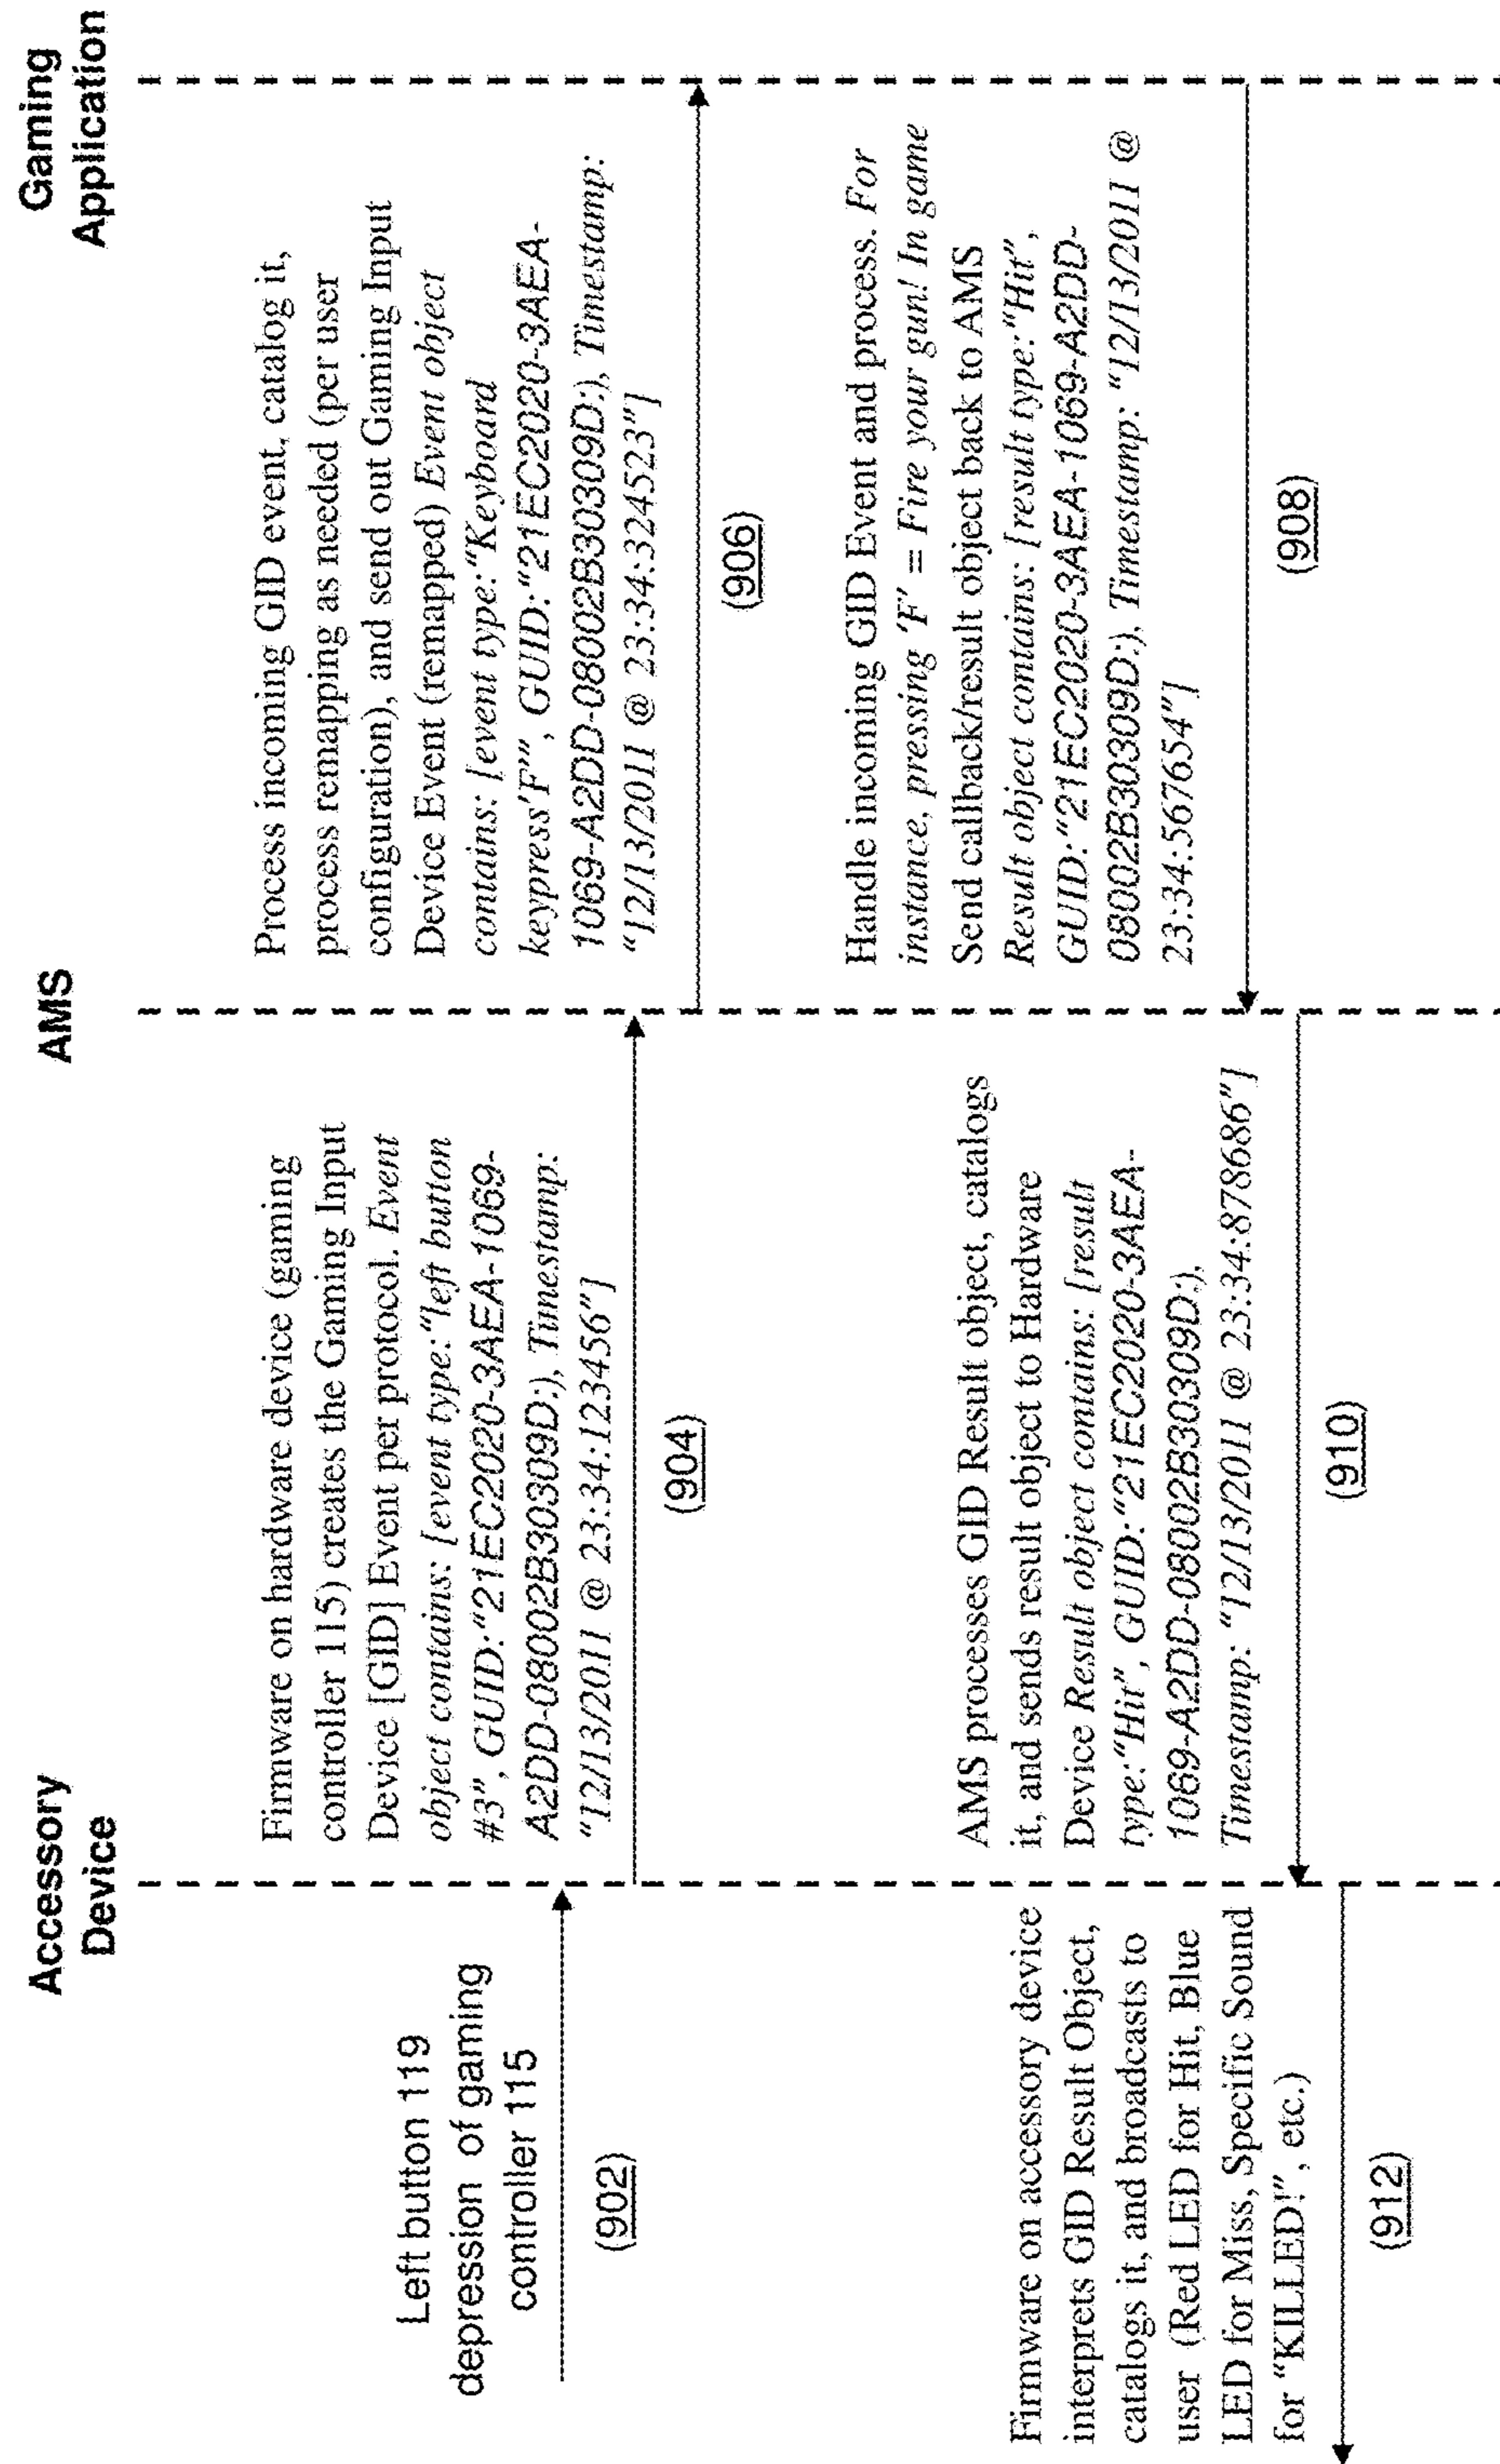 Accessory
Device
AMS
Gaming
Application
Left button 119
depression of gaming
controller 115
(902)
Firmware on hardware device (gaming
controller 115) creates the Gaming Input
Device [GID] Event per protocol. Event
object contains: [event type:"left button
#3", GUID:"21EC2020-3AEA-1069-
A2DD-08002B30309D:), Timestamp:
"12/13/2011 @ 23:34:123456"]
(904)
Process incoming GID event, catalog it,
process remapping as needed (per user
configuration), and send out Gaming Input
Device Event (remapped) Event object
contains: [event type:"Keyboard
keypress'F'", GUID:"21EC2020-3AEA-
1069-A2DD-08002B30309D:), Timestamp:
"12/13/2011 @ 23:34:324523"]
(906)
Handle incoming GID Event and process. For
instance, pressing 'F' = Fire your gun! In game
Send callback/result object back to AMS
Result object contains: [result type:"Hit",
GUID:"21EC2020-3AEA-1069-A2DD-
08002B30309D:), Timestamp: "12/13/2011 @
23:34:567654"]
(908)
AMS processes GID Result object, catalogs
it, and sends result object to Hardware
Device Result object contains: [result
type:"Hit", GUID:"21EC2020-3AEA-
1069-A2DD-08002B30309D:),
Timestamp: "12/13/2011 @ 23:34:878686"]
(910)
Firmware on accessory device
interprets GID Result Object,
catalogs it, and broadcasts to
user (Red LED for Hit, Blue
LED for Miss, Specific Sound
for "KILLED!", etc.)
(912)